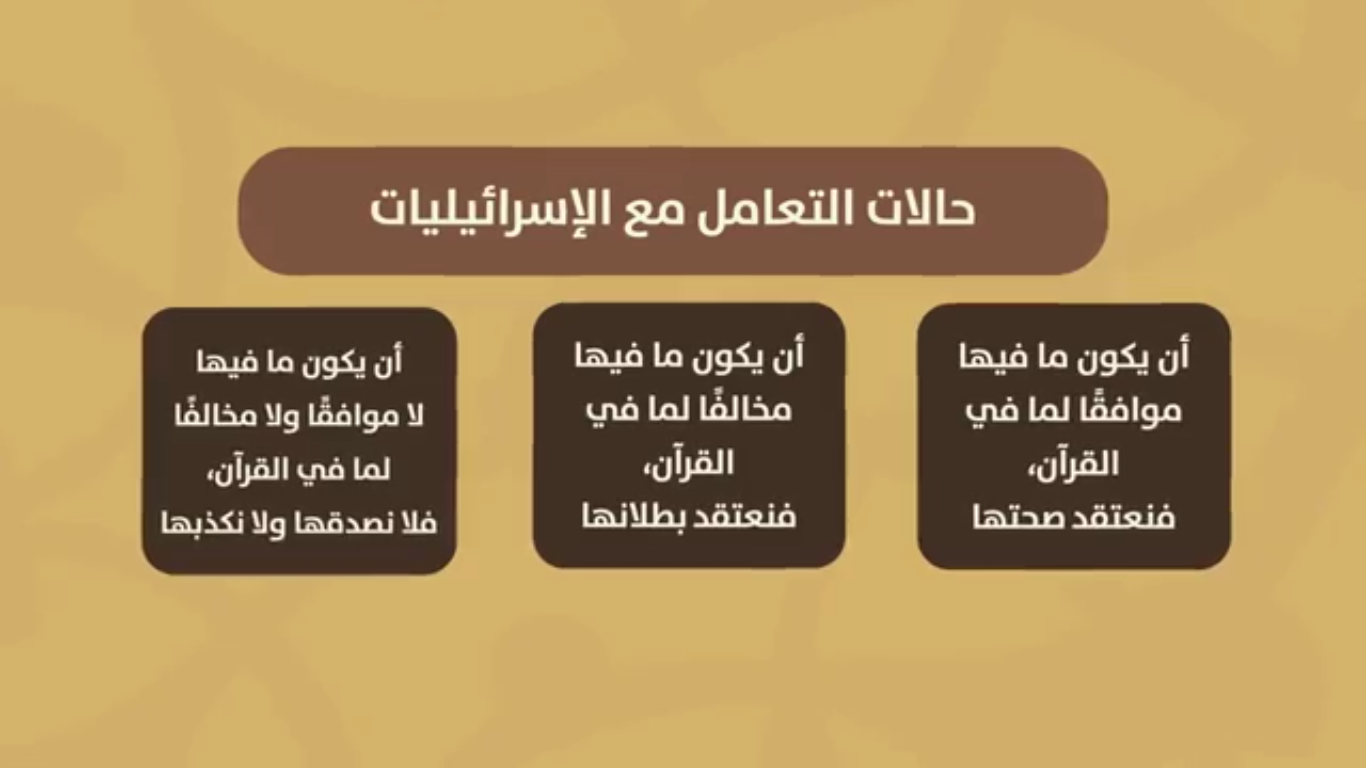 حالات التعامل مع الإسرائيليات
أن يكون ما فيها
موافقًا لما في
القرآن،
فنعتقد صحتها
أن يكون ما فيها
مخالفًا لما في
القرآن،
فنعتقد بطلانها
أن يكون ما فيها
لا موافقًا ولا مخالفًا
لما في القرآن،
فلا نصدقها ولا نكذبها